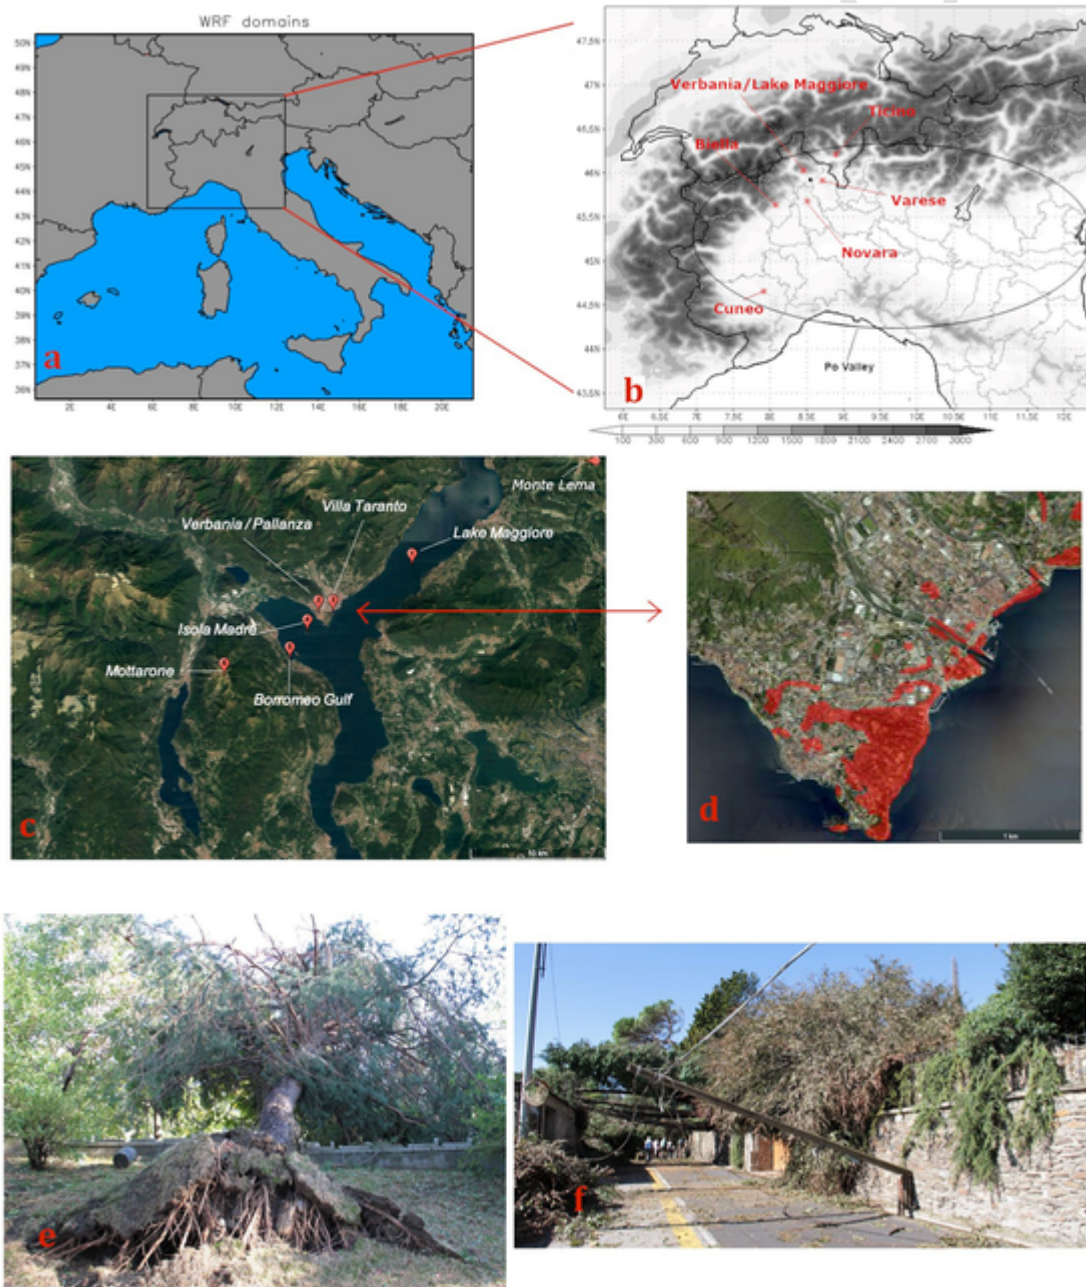 WRF domains
50N
49N
48N
47N
46N
45N
44N
43N
42N
41N
40N
39N
38N
37N
36N
2E 4E 6E 8E 10E 12E 14E 16E 18E 20E
a
47.5N
47N
46.5N
46N
45.5N
45N
44.5N
44N
43.5N
Verbania/Lake Maggiore
Ticino
Biella
Varese
Novara
Cuneo
Po Valley
b
6E 6.5E 7E 7.5E 8E 8.5E 9E 9.5E 10E 10.5E 11E 11.5E 12E
100 300 600 900 1200 1500 1800 2100 2400 2700 3000
Monte Lema
Villa Taranto
Verbania / Pallanza
Lake Maggiore
Isola Madre
Mottarone
Borromeo Gulf
c
10 km
d
1 km
e
f